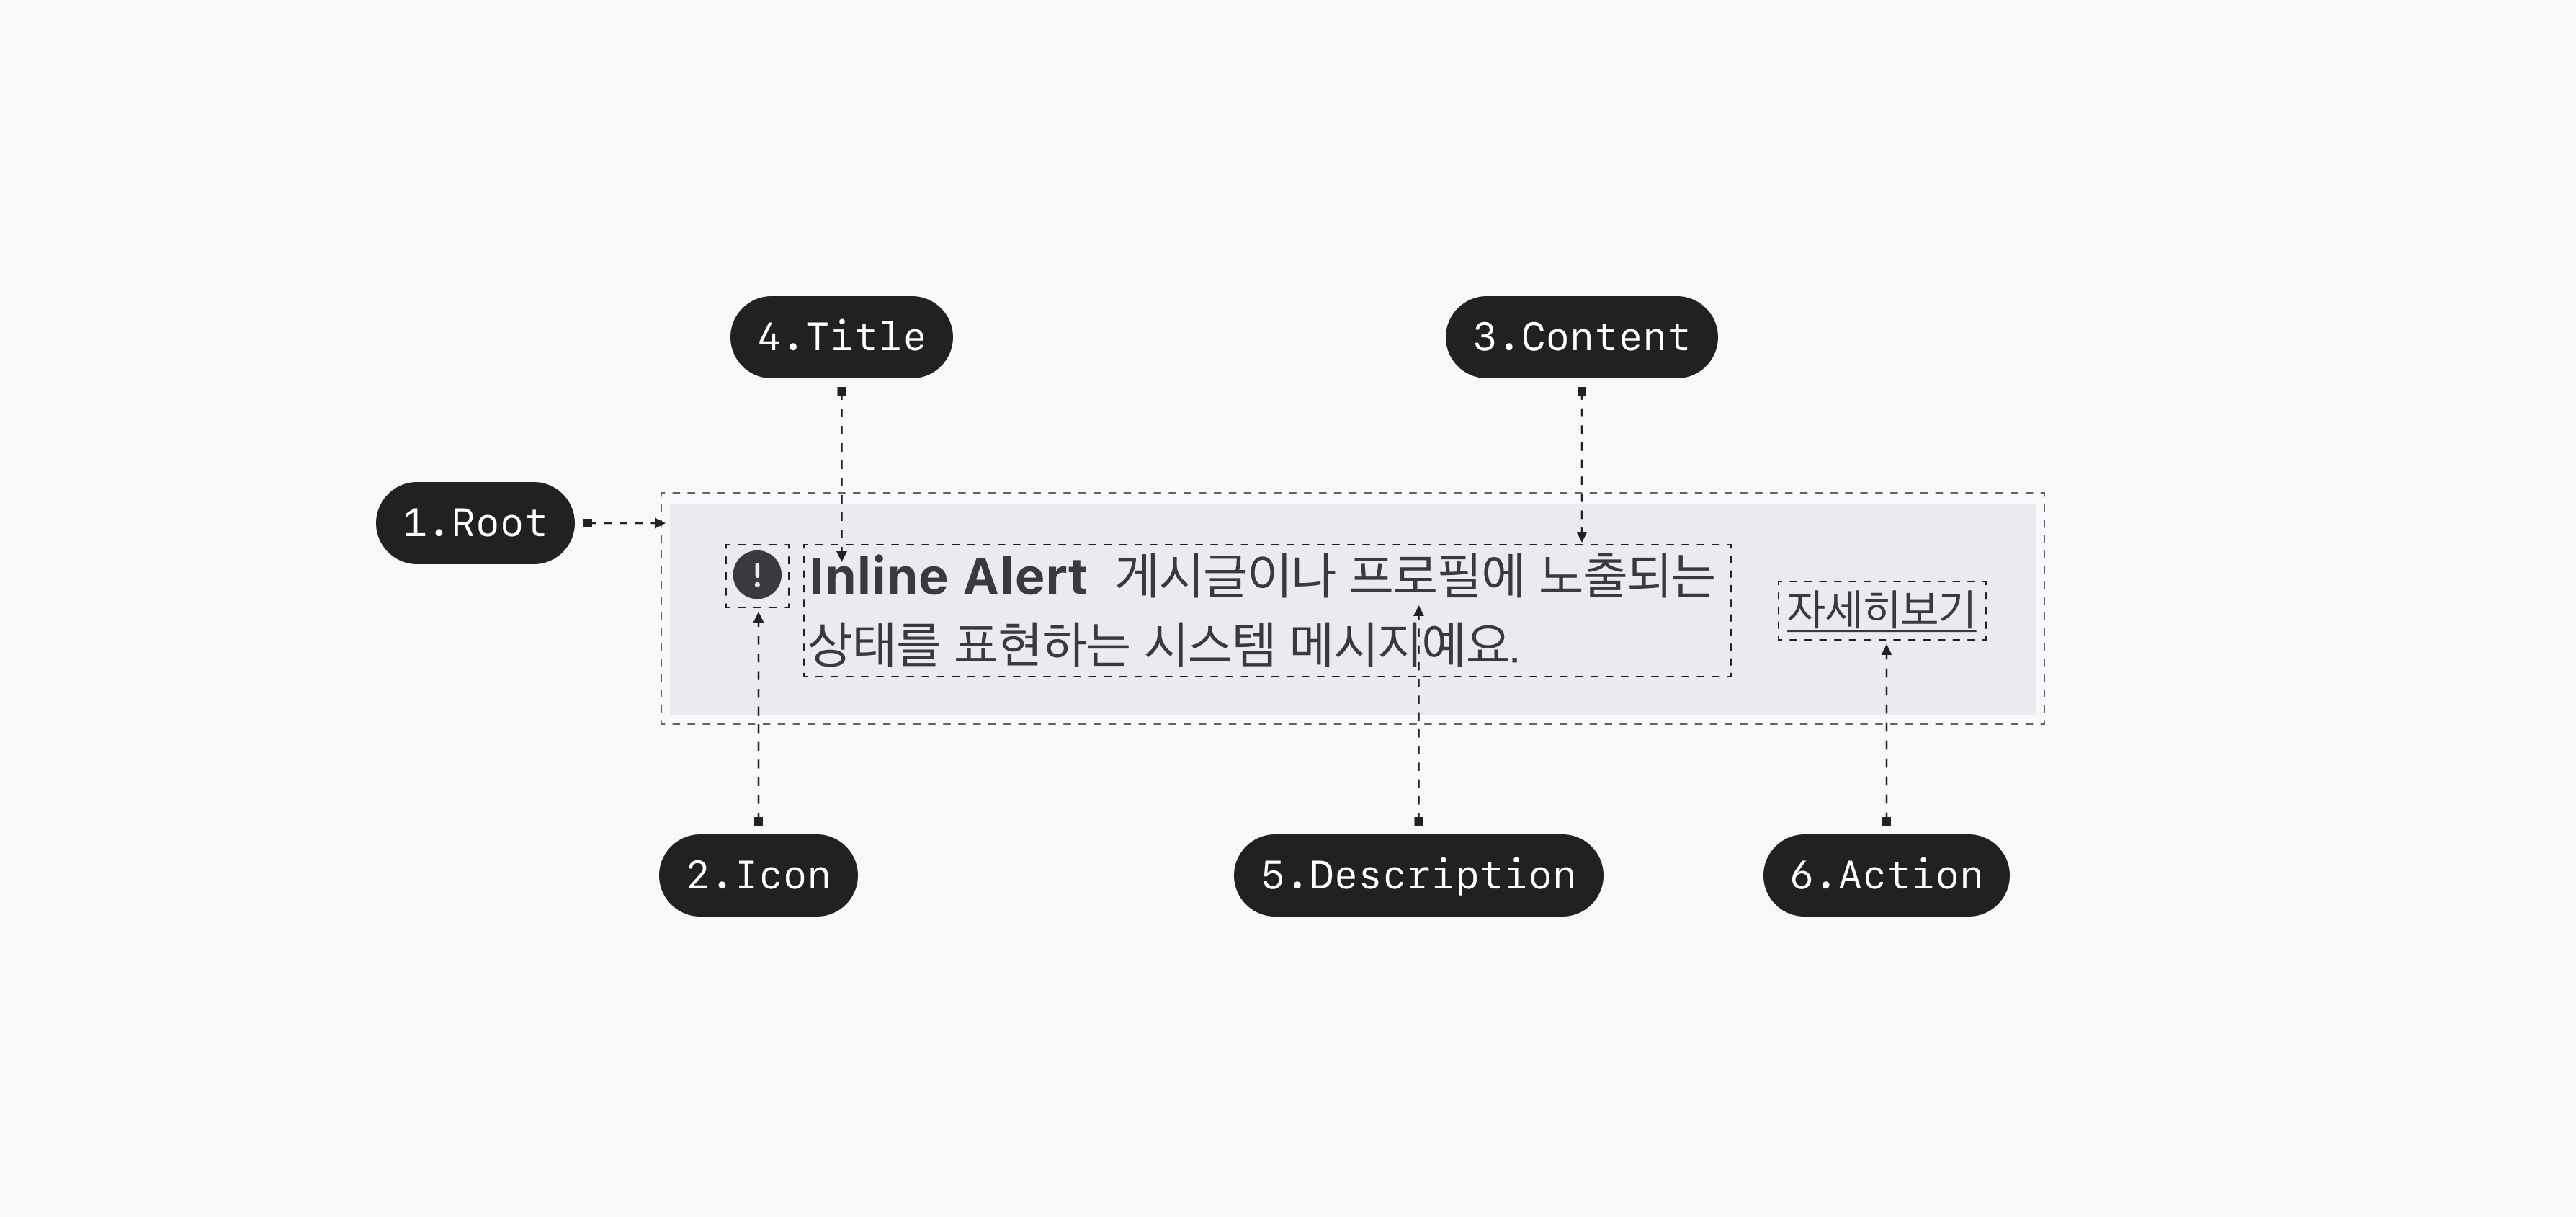 4.Title
3.Content
1.Root
Inline Alert 게시글이나 프로필에 노출되는
상태를 표현하는 시스템 메시지예요.
자세히보기
2.Icon
5.Description
6.Action